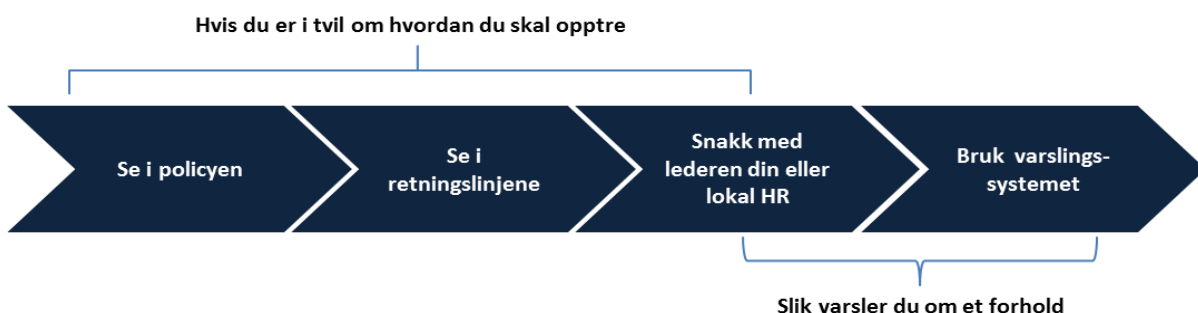 Hvis du er i tvil om hvordan du skal opptre
Se i policyen
Se i
retningslinjene
Snakk med
lederen din eller
lokal HR
Bruk varslings-
systemet
Slik varsler du om et forhold